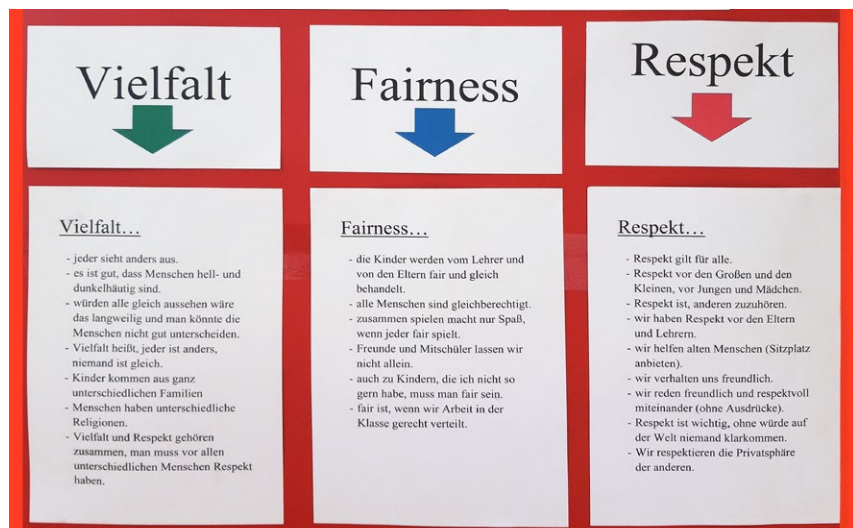 Vielfalt
Fairness
Respekt
Vielfalt…
- jeder sieht anders aus.
- es ist gut, dass Menschen hell- und
dunkelhäutig sind.
- würden alle gleich aussehen wäre
das langweilig und man könnte die
Menschen nicht gut unterscheiden.
- Vielfalt heißt, jeder ist anders,
niemand ist gleich.
- Kinder kommen aus ganz
unterschiedlichen Familien
- Menschen haben unterschiedliche
Religionen.
- Vielfalt und Respekt gehören
zusammen, man muss vor allen
unterschiedlichen Menschen Respekt
haben.
Fairness…
- die Kinder werden vom Lehrer und
von den Eltern fair und gleich
behandelt.
- alle Menschen sind gleichberechtigt.
- zusammen spielen macht nur Spaß,
wenn jeder fair spielt.
- Freunde und Mitschüler lassen wir
nicht allein.
- auch zu Kindern, die ich nicht so
gern habe, muss man fair sein.
- fair ist, wenn wir Arbeit in der
Klasse gerecht verteilt.
Respekt…
- Respekt gilt für alle.
- Respekt vor den Großen und den
Kleinen, vor Jungen und Mädchen.
- Respekt ist, anderen zuzuhören.
- wir haben Respekt vor den Eltern
und Lehrern.
- wir helfen alten Menschen (Sitzplatz
anbieten).
- wir verhalten uns freundlich.
- wir reden freundlich und respektvoll
miteinander (ohne Ausdrücke).
- Respekt ist wichtig, ohne würde auf
der Welt niemand klarkommen.
- Wir respektieren die Privatsphäre
der anderen.